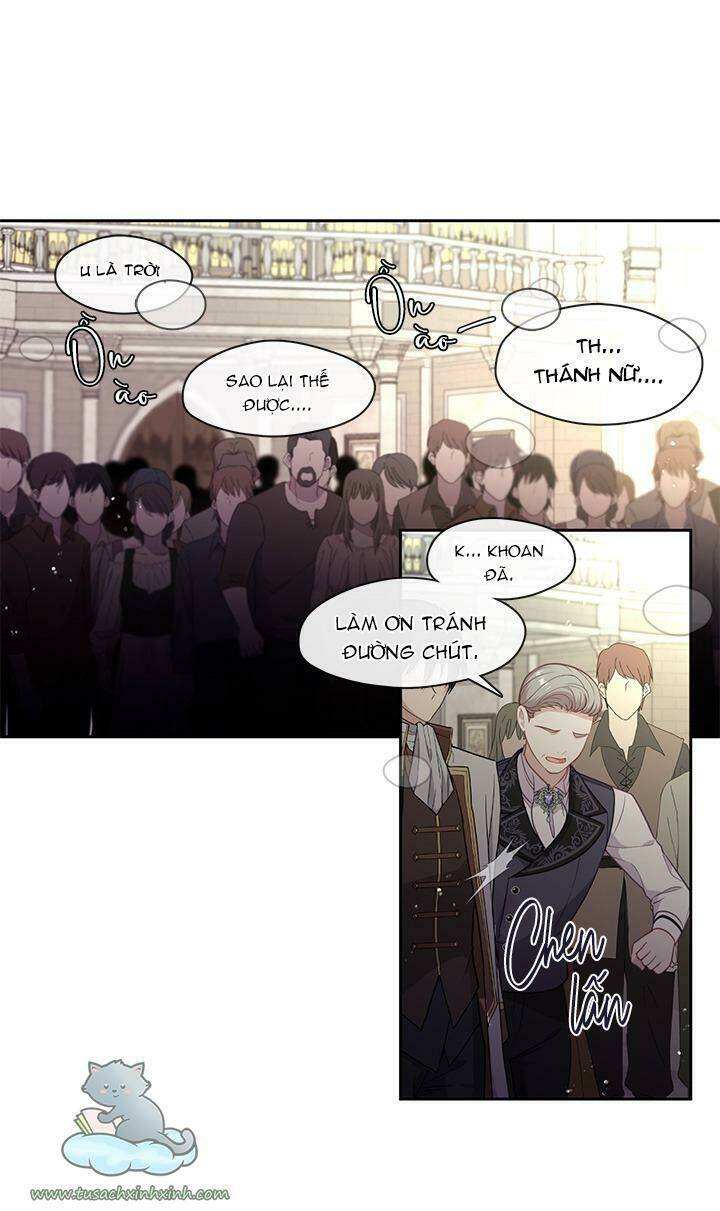 U LÀ TRỜI
ỒN
ÀO
SAO LẠI THẾ
ĐƯỢC....
ỒN
ÀO
TH...
THÁNH NỮ....
K... KHOAN
ĐÃ.
LÀM ƠN TRÁNH
ĐƯỜNG CHÚT.
Chen
lấn
www.tusachxinhxinh.com